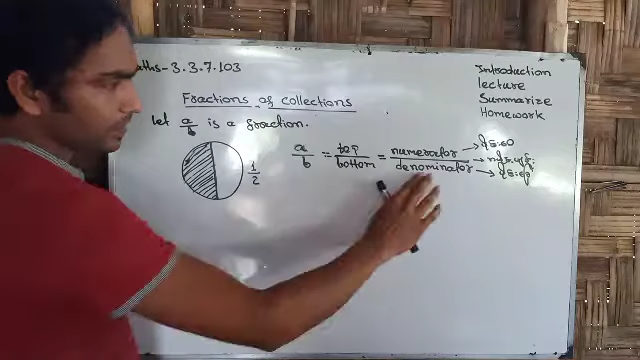 Maths-3.3.7.103
Introduction
lecture
Summarize
Homework
Fractions of collections
let a/b is a fraction.
1/2
a/b = top/bottom = numerator/denominator